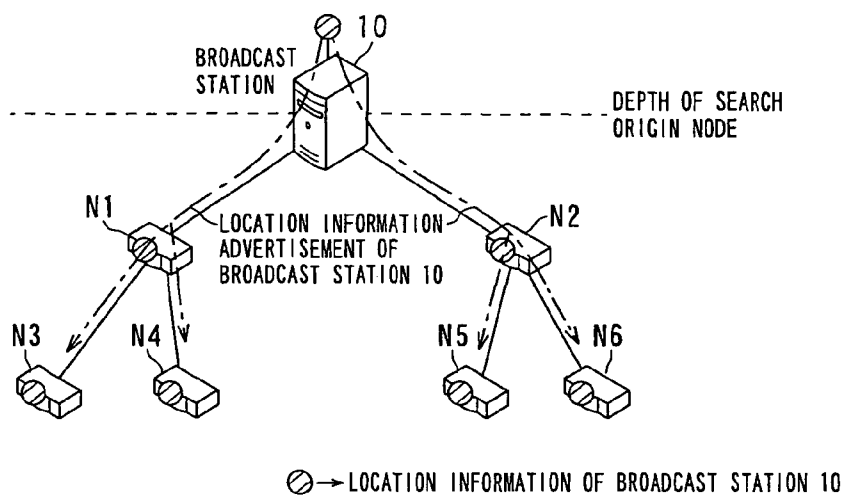 10
BROADCAST
STATION
DEPTH OF SEARCH
ORIGIN NODE
N1
LOCATION INFORMATION
ADVERTISEMENT OF
BROADCAST STATION 10
N2
N3
N4
N5
N6
LOCATION INFORMATION OF BROADCAST STATION 10